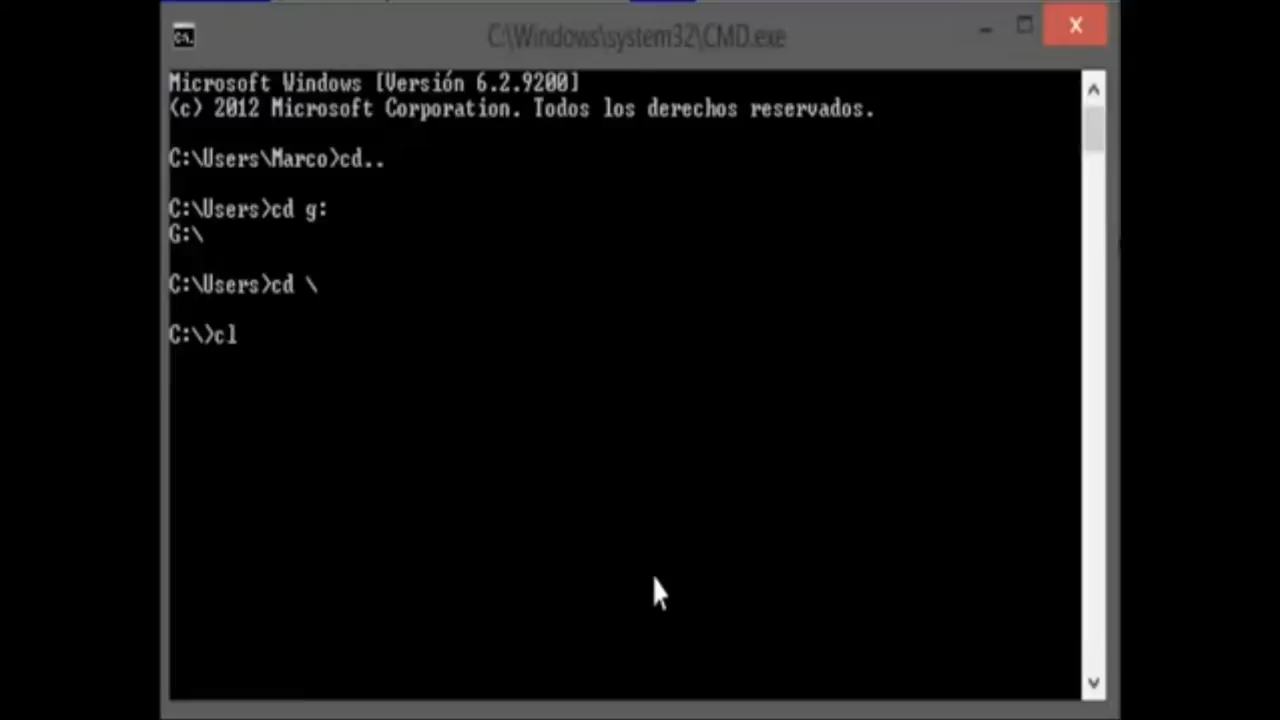 C:\Windows\system32\CMD.exe
Microsoft Windows [Versión 6.2.9200]
(c) 2012 Microsoft Corporation. Todos los derechos reservados.
C:\Users\Marco>cd..
C:\Users>cd g:
G:\
C:\Users>cd \
C:\>cl